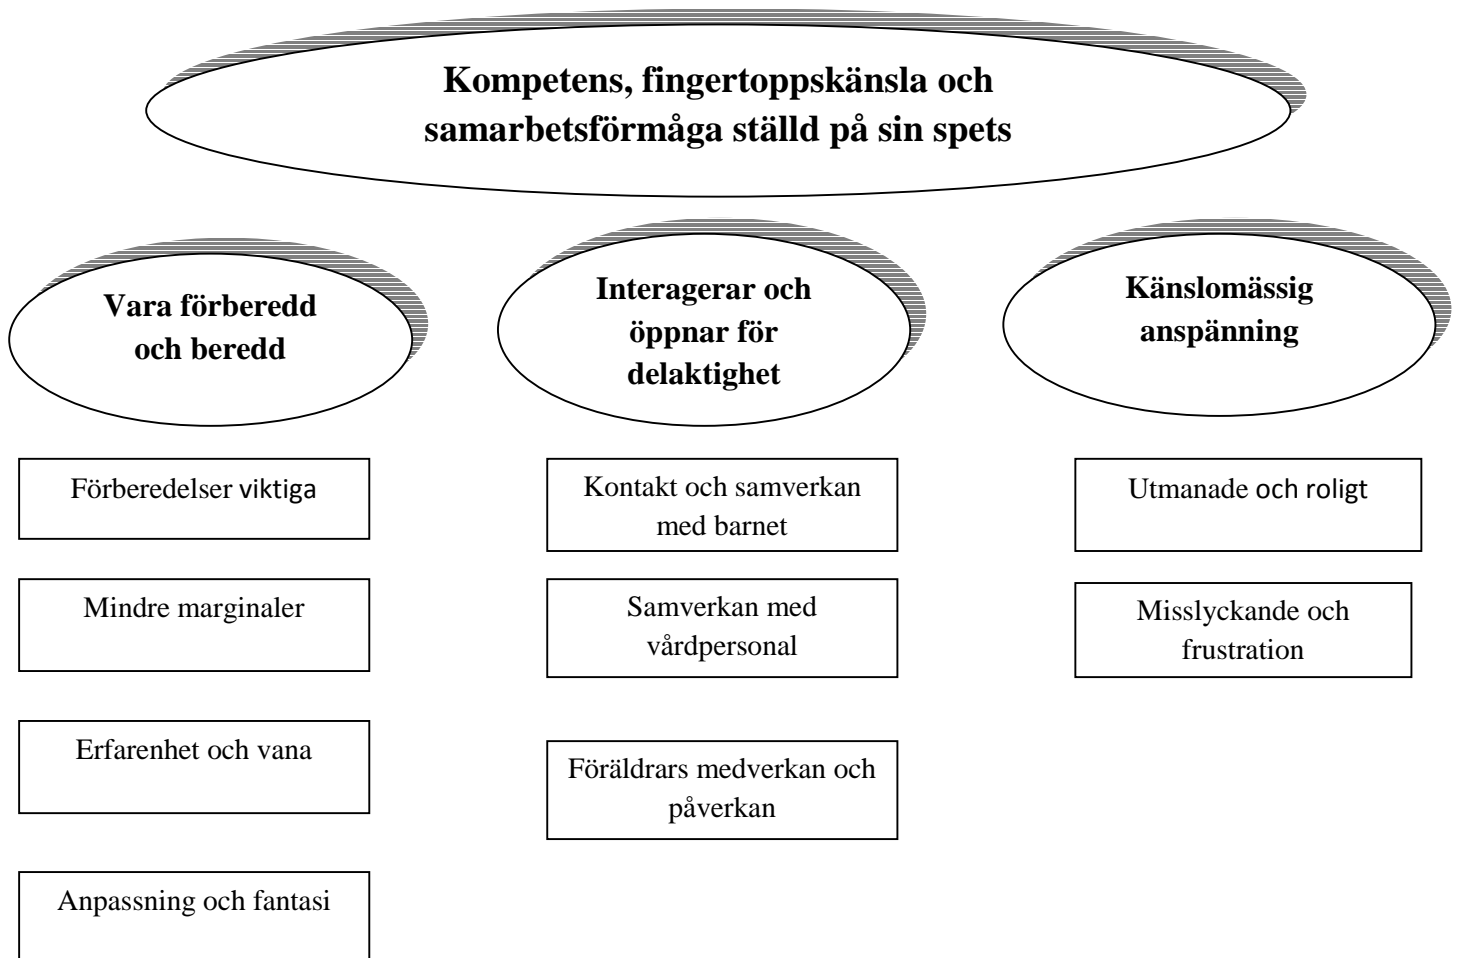 Kompetens, fingertoppskänsla och
samarbetsförmåga ställd på sin spets
Vara förberedd
och beredd
Interagerar och
öppnar för
delaktighet
Känslomässig
anspänning
Förberedelser viktiga
Mindre marginaler
Erfarenhet och vana
Anpassning och fantasi
Kontakt och samverkan
med barnet
Samverkan med
vårdpersonal
Föräldrars medverkan och
påverkan
Utmanade och roligt
Misslyckande och
frustration